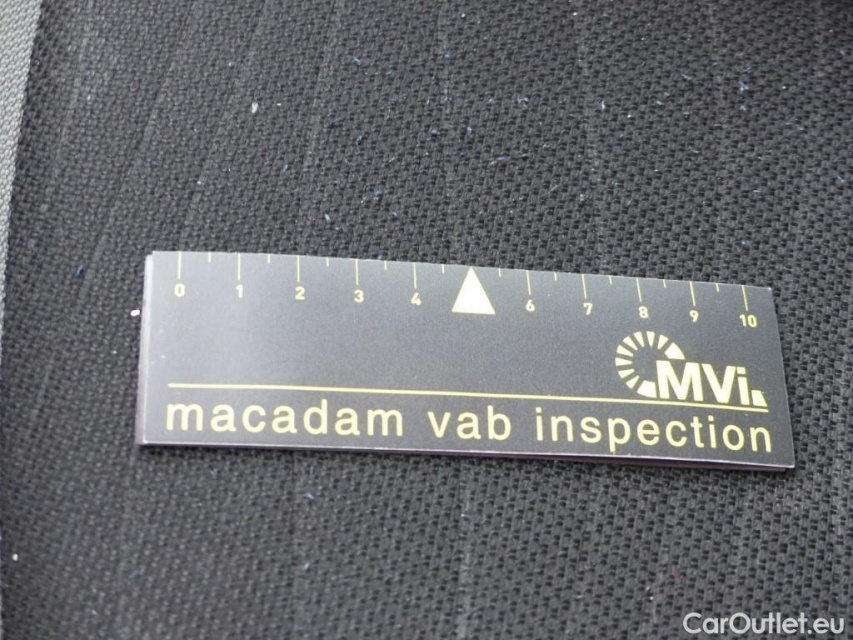 0 1 2 3 4 6 7 8 9 10
MVi
macadam vab inspection
CarOutlet.eu